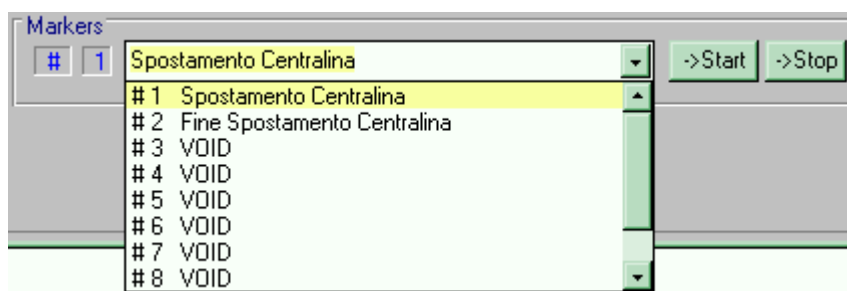 Markers
# 1 Spostamento Centralina ->Start ->Stop
# 1 Spostamento Centralina
# 2 Fine Spostamento Centralina
# 3 VOID
# 4 VOID
# 5 VOID
# 6 VOID
# 7 VOID
# 8 VOID